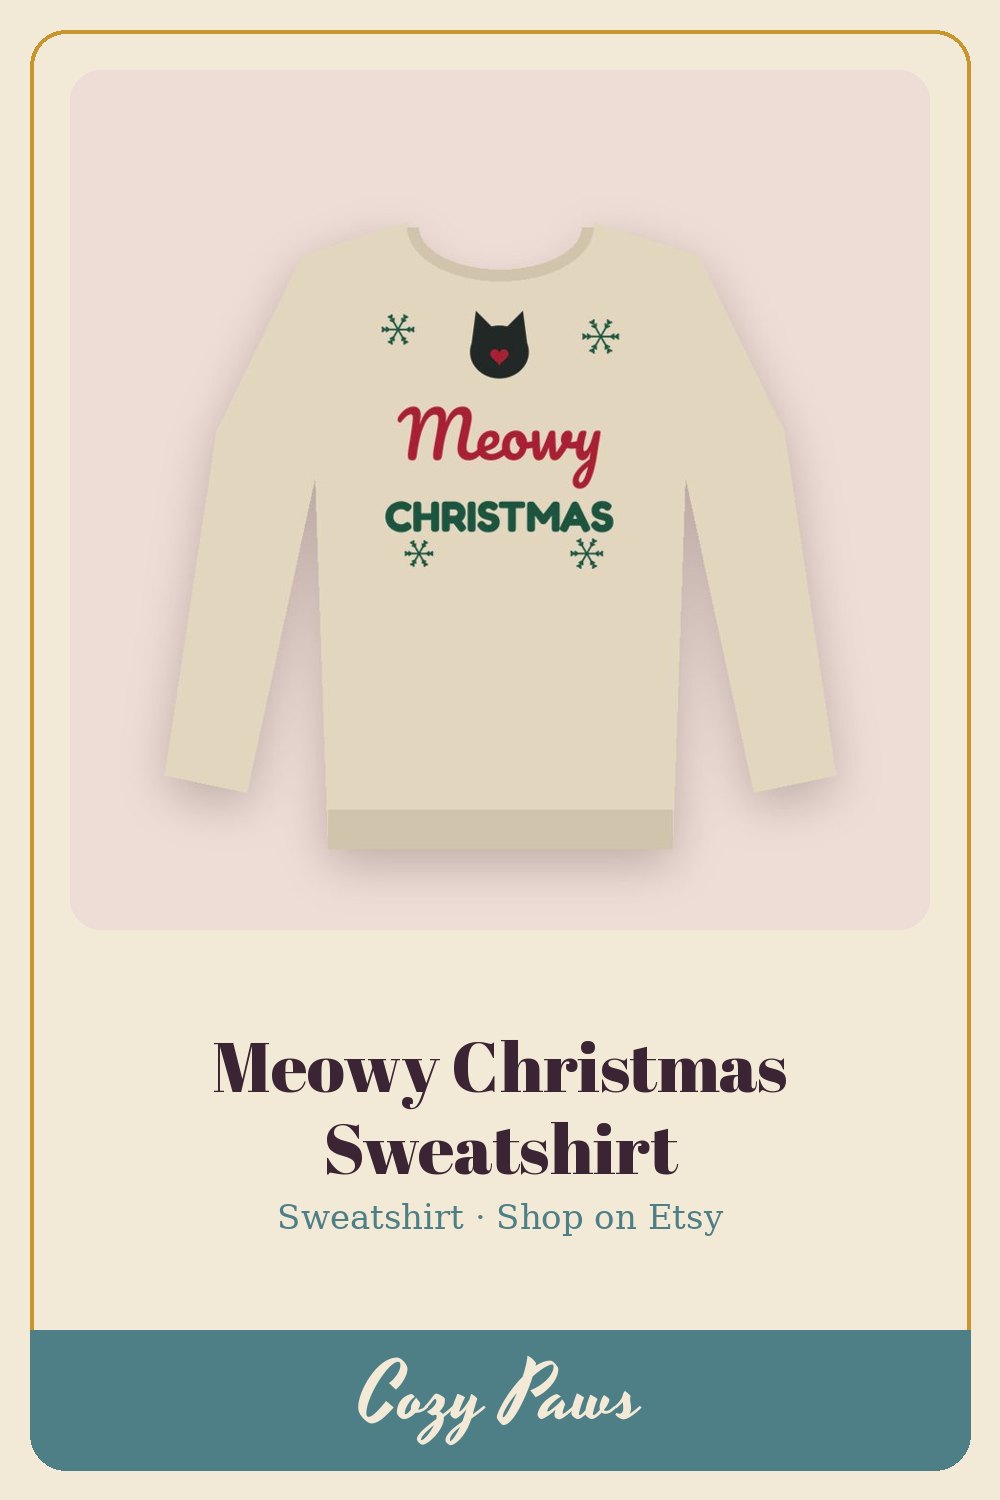 Meowy
CHRISTMAS
Meowy Christmas
Sweatshirt
Sweatshirt · Shop on Etsy
Cozy Paws